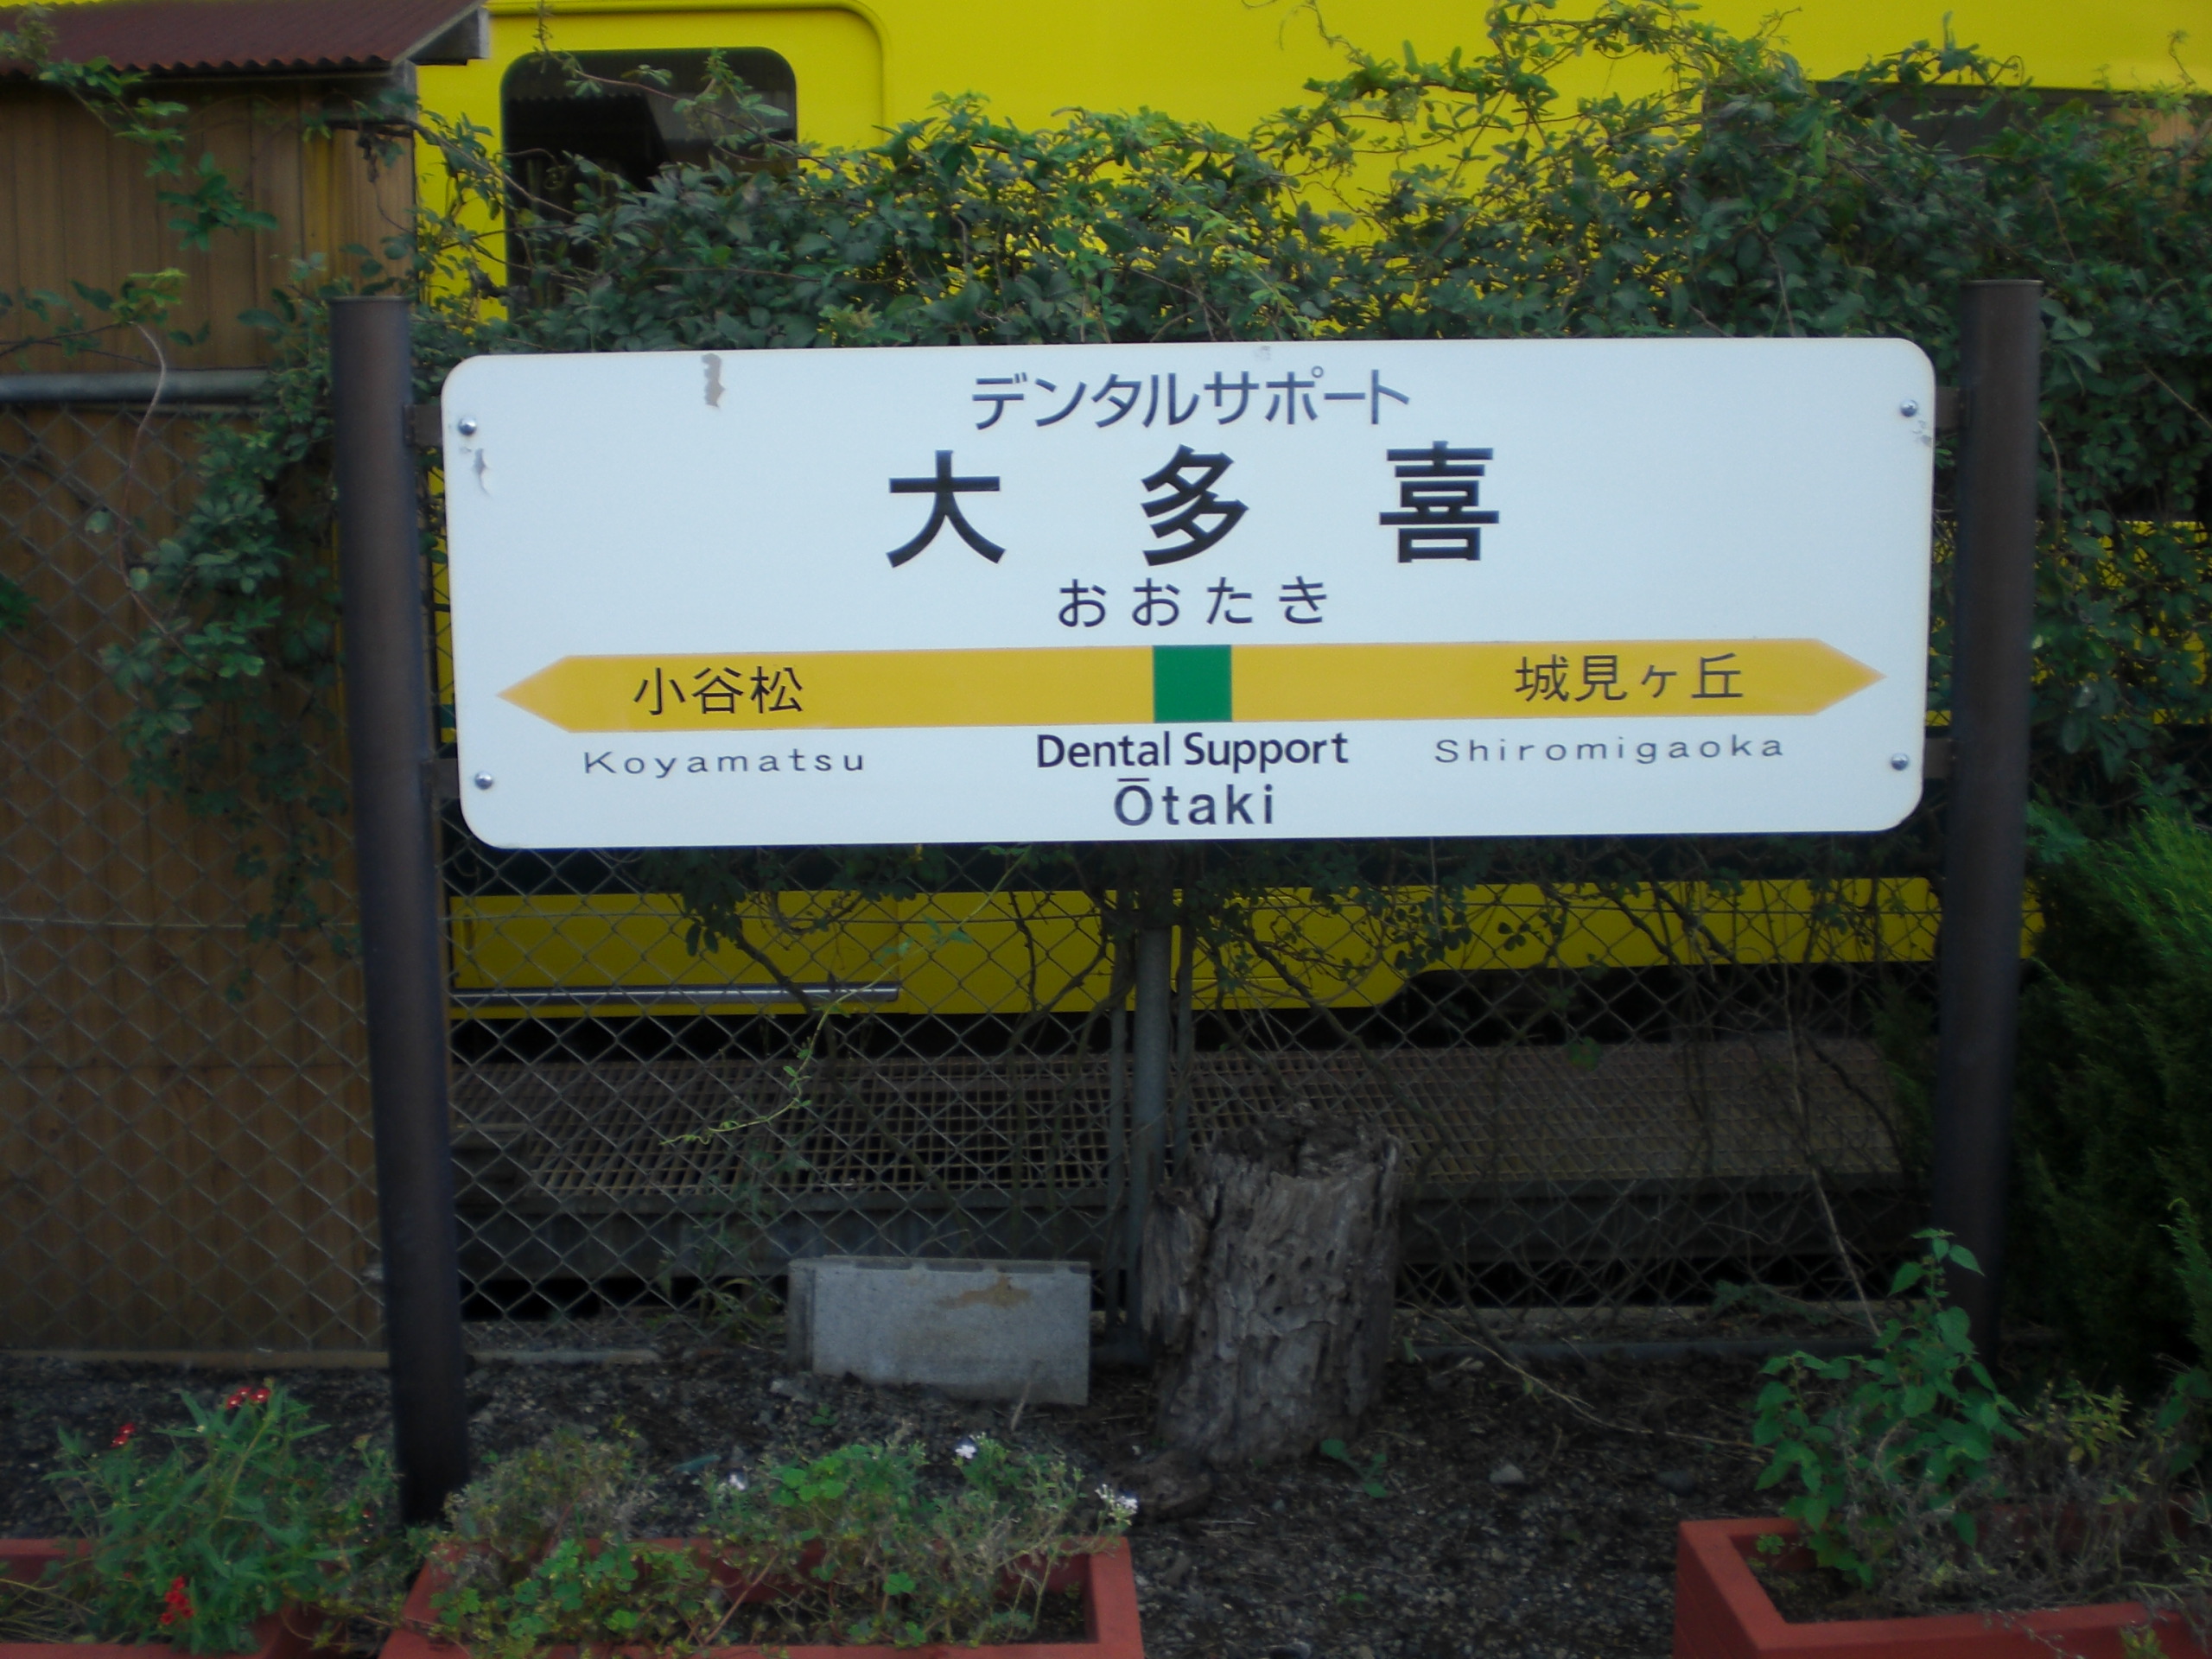 デンタルサポート
大多喜
おおたき
小谷松 城見ヶ丘
Koyamatsu Dental Support Shiromigaoka
Ōtaki